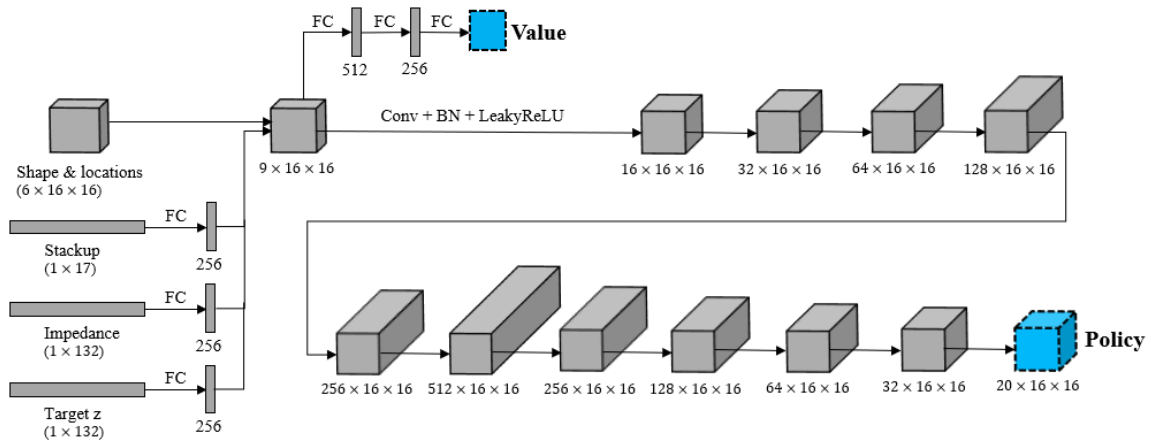 FC
FC
FC
Value
512
256
Conv + BN + LeakyReLU
Shape & locations
(6 × 16 × 16)
9 × 16 × 16
16 × 16 × 16
32 × 16 × 16
64 × 16 × 16
128 × 16 × 16
FC
Stackup
(1 × 17)
256
FC
Impedance
(1 × 132)
256
FC
Target z
(1 × 132)
256
Policy
256 × 16 × 16
512 × 16 × 16
256 × 16 × 16
128 × 16 × 16
64 × 16 × 16
32 × 16 × 16
20 × 16 × 16